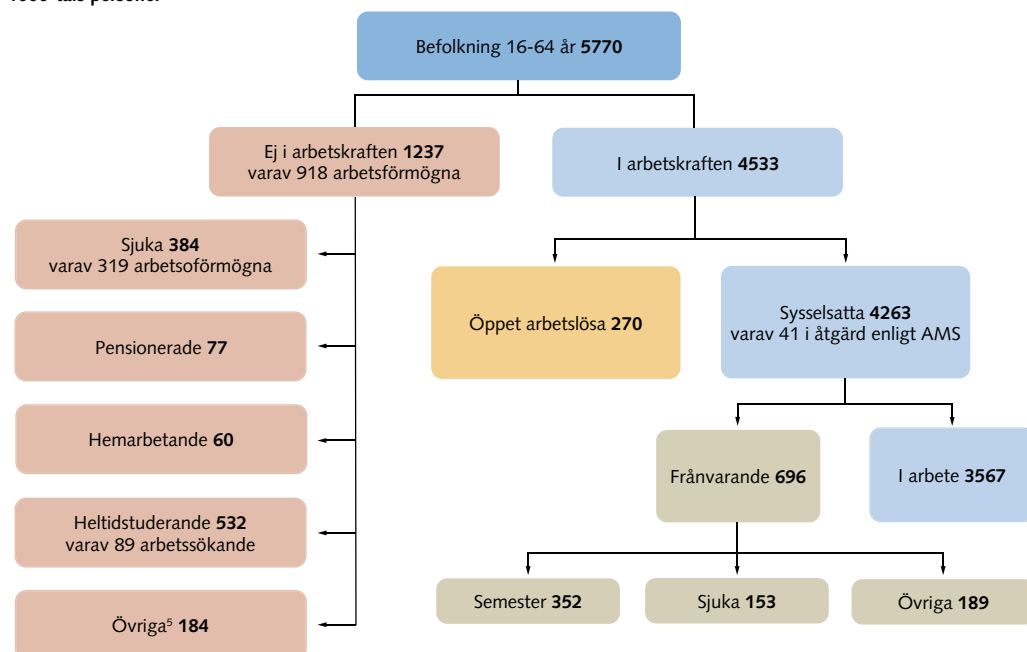 Befolkning 16-64 år 5770
Ej i arbetskraften 1237
varav 918 arbetsförmögna
I arbetskraften 4533
Sjuka 384
varav 319 arbetsoförmögna
Öppet arbetslösa 270
Sysselsatta 4263
varav 41 i åtgärd enligt AMS
Pensionerade 77
Hemarbetande 60
Frånvarande 696
I arbete 3567
Heltidstuderande 532
varav 89 arbetssökande
Semester 352
Sjuka 153
Övriga 189
Övriga⁵ 184